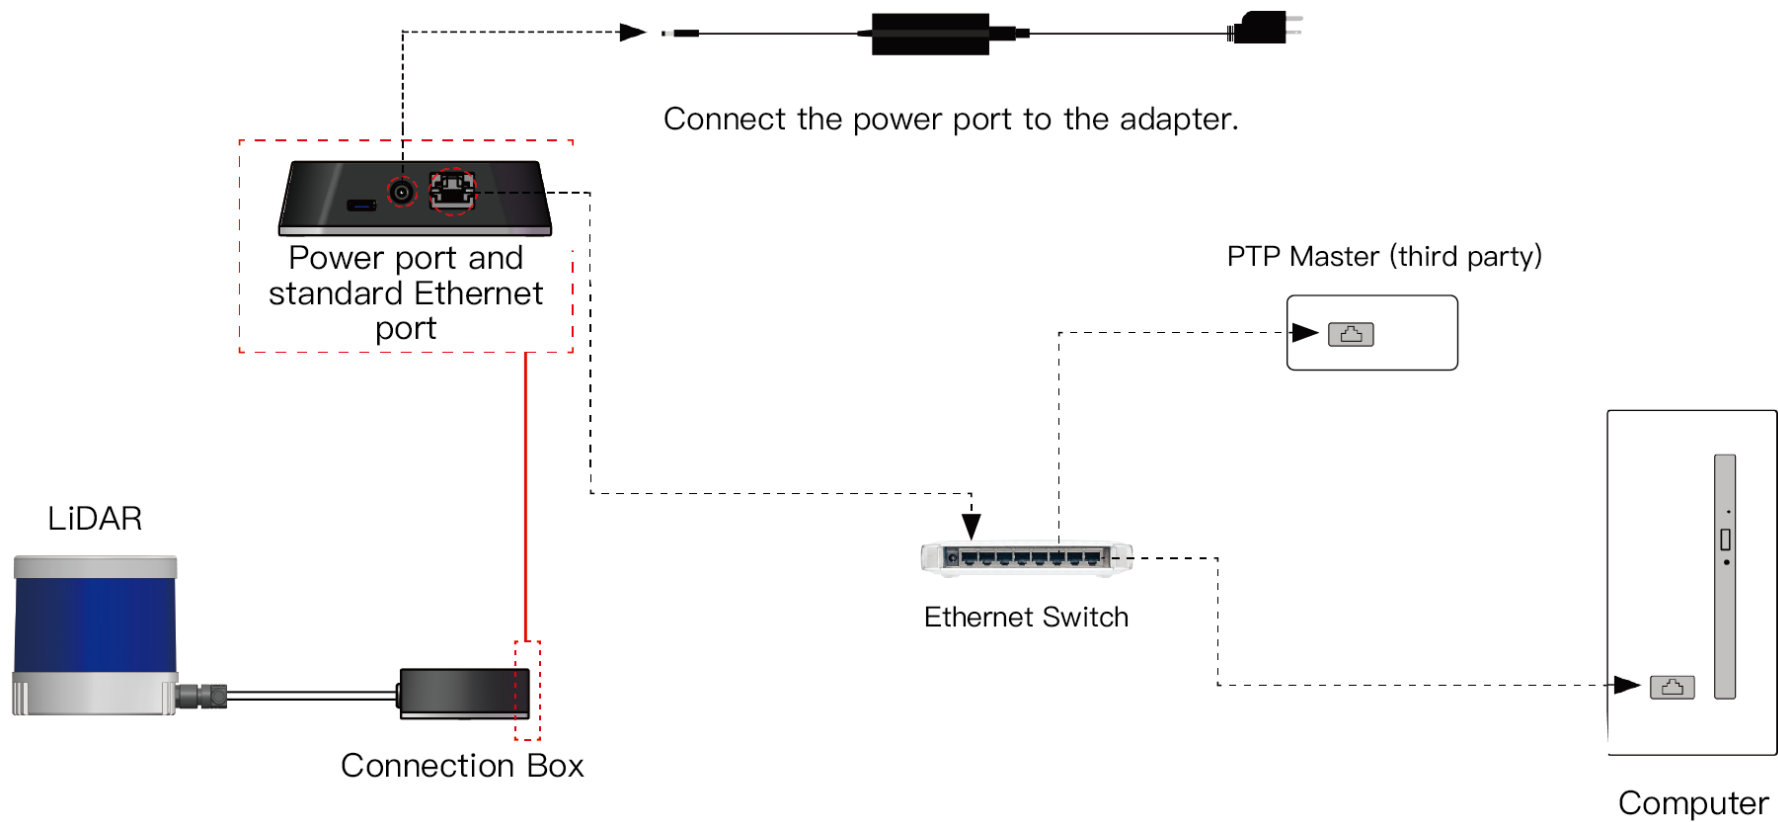 Connect the power port to the adapter.
Power port and
standard Ethernet
port
PTP Master (third party)
LiDAR
Ethernet Switch
Connection Box
Computer